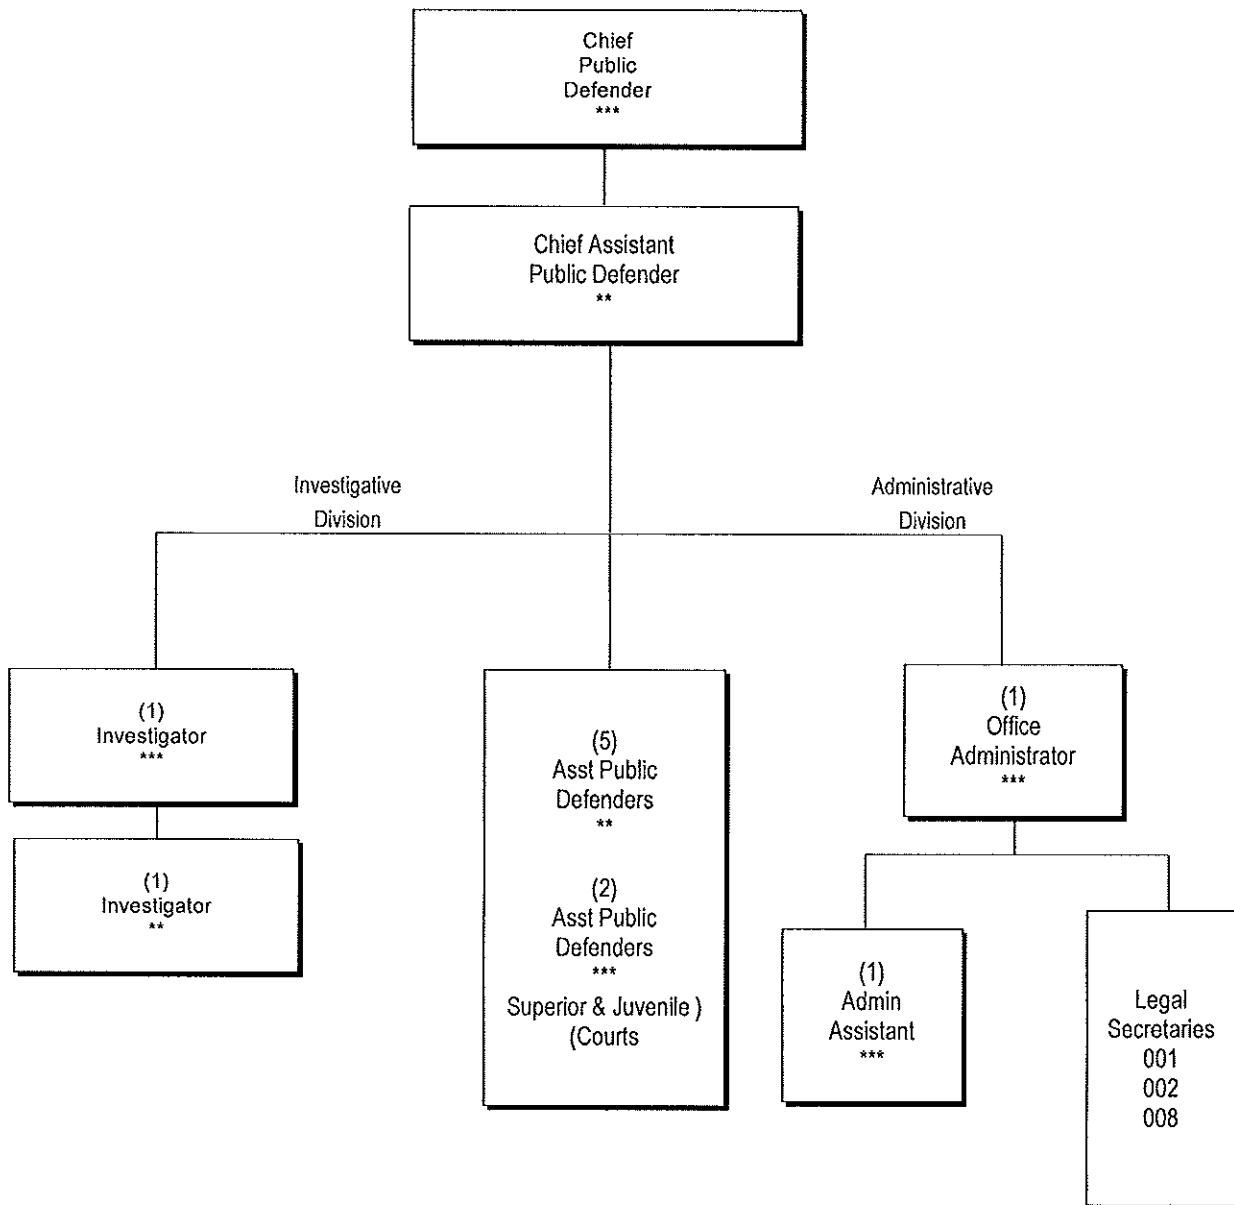 Chief
Public
Defender
***
Chief Assistant
Public Defender
**
Investigative
Division
Administrative
Division
(1)
Investigator
***
(1)
Investigator
**
(5)
Asst Public
Defenders
**
(2)
Asst Public
Defenders
***
Superior & Juvenile )
(Courts
(1)
Office
Administrator
***
(1)
Admin
Assistant
***
Legal
Secretaries
001
002
008